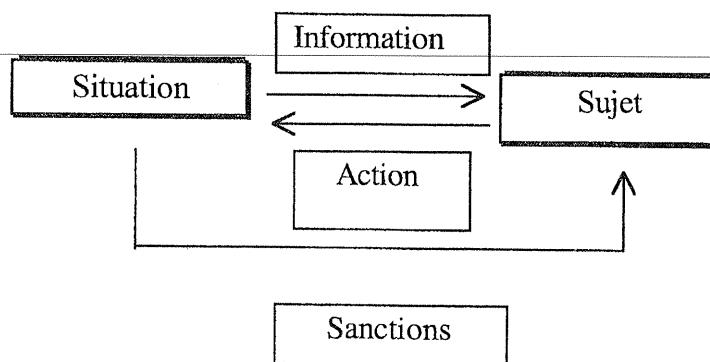 Information
Situation
Sujet
Action
Sanctions